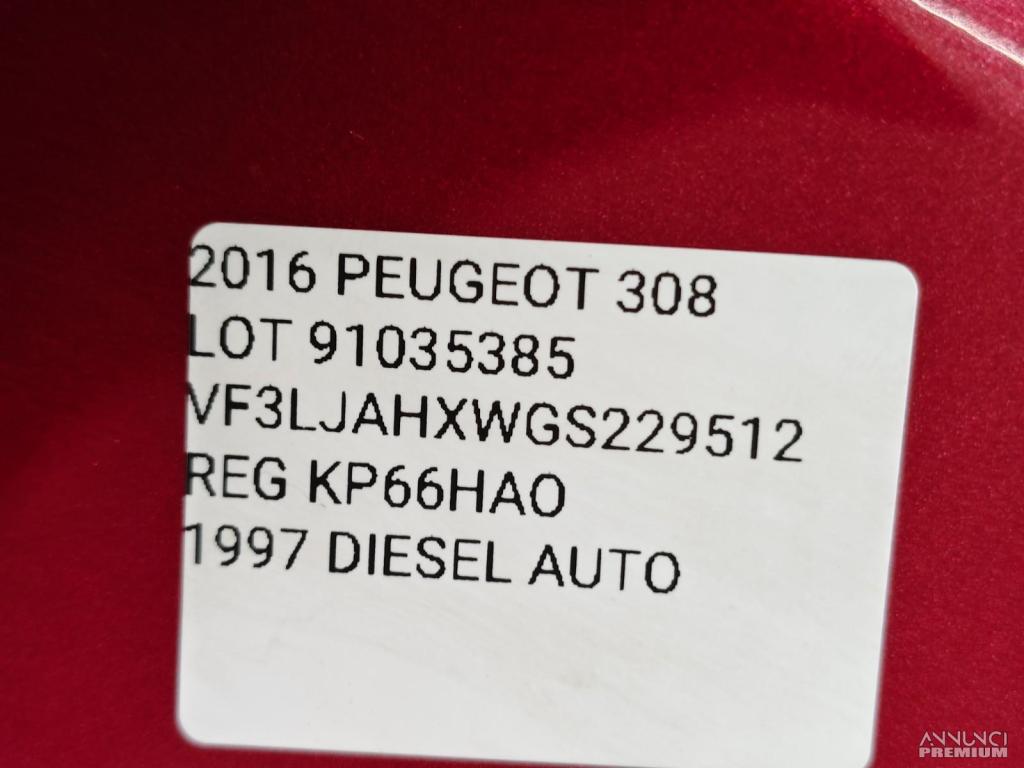 2016 PEUGEOT 308
LOT 91035385
VF3LJAHXWGS229512
REG KP66HAO
1997 DIESEL AUTO
ANNUNCI
PREMIUM